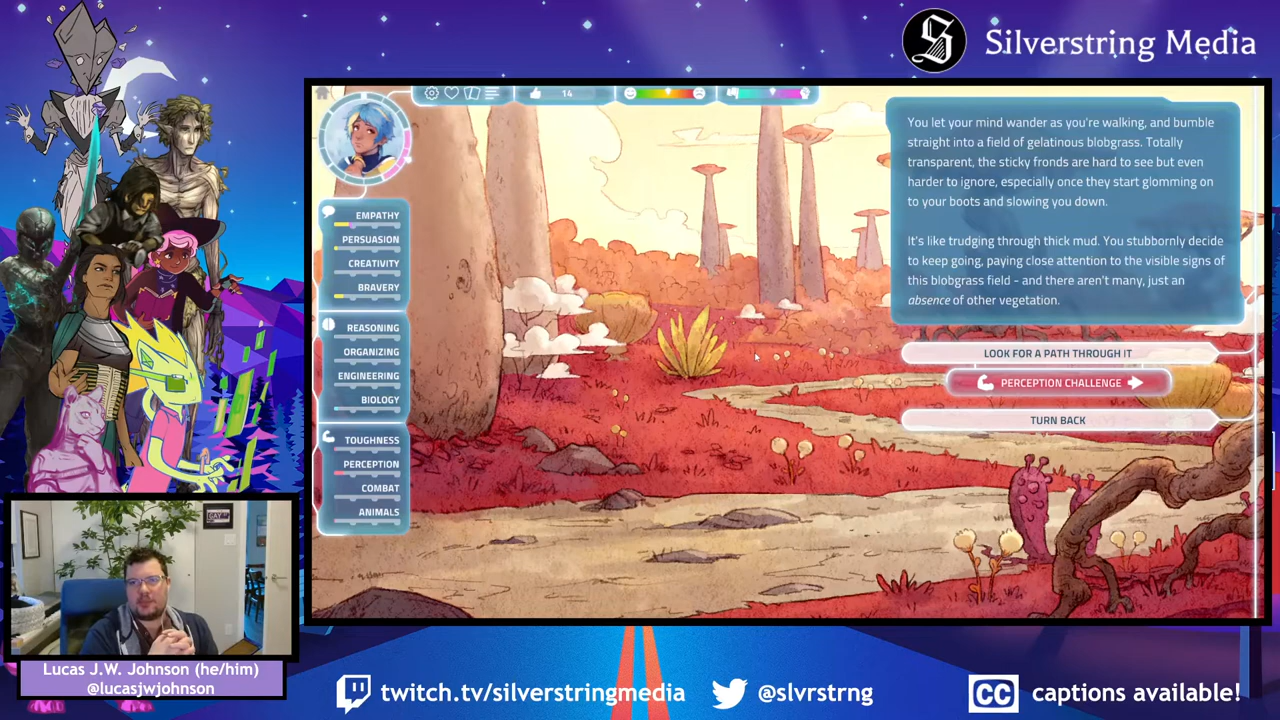 Silverstring Media
14
You let your mind wander as you're walking, and bumble
straight into a field of gelatinous blobgrass. Totally
transparent, the sticky fronds are hard to see but even
harder to ignore, especially once they start glomming on
to your boots and slowing you down.
It's like trudging through thick mud. You stubbornly decide
to keep going, paying close attention to the visible signs of
this blobgrass field - and there aren't many, just an
absence of other vegetation.
LOOK FOR A PATH THROUGH IT
PERCEPTION CHALLENGE
TURN BACK
EMPATHY
PERSUASION
CREATIVITY
BRAVERY
REASONING
ORGANIZING
ENGINEERING
BIOLOGY
TOUGHNESS
PERCEPTION
COMBAT
ANIMALS
GAY
Lucas J.W. Johnson (he/him)
@lucasjwjohnson
twitch.tv/silverstringmedia
@slvrstrng
CC
captions available!